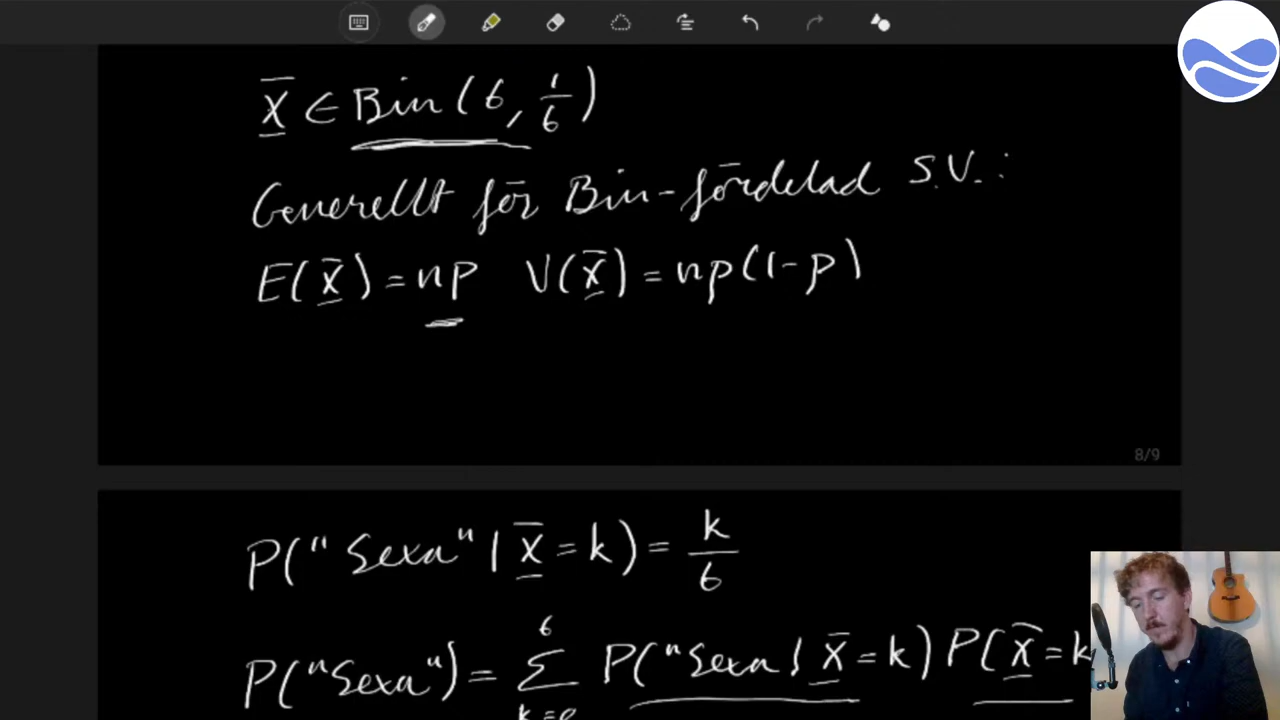 X ∈ Bin(6, 1/6)
Generellt för Bin-fördelad s.v.:
E(X) = np V(X) = np(1-p)
8/9
P("Sexa" | X = k) = k/6
P("Sexa") = ∑ 6 k=0 P("Sexa | X = k) P(X = k